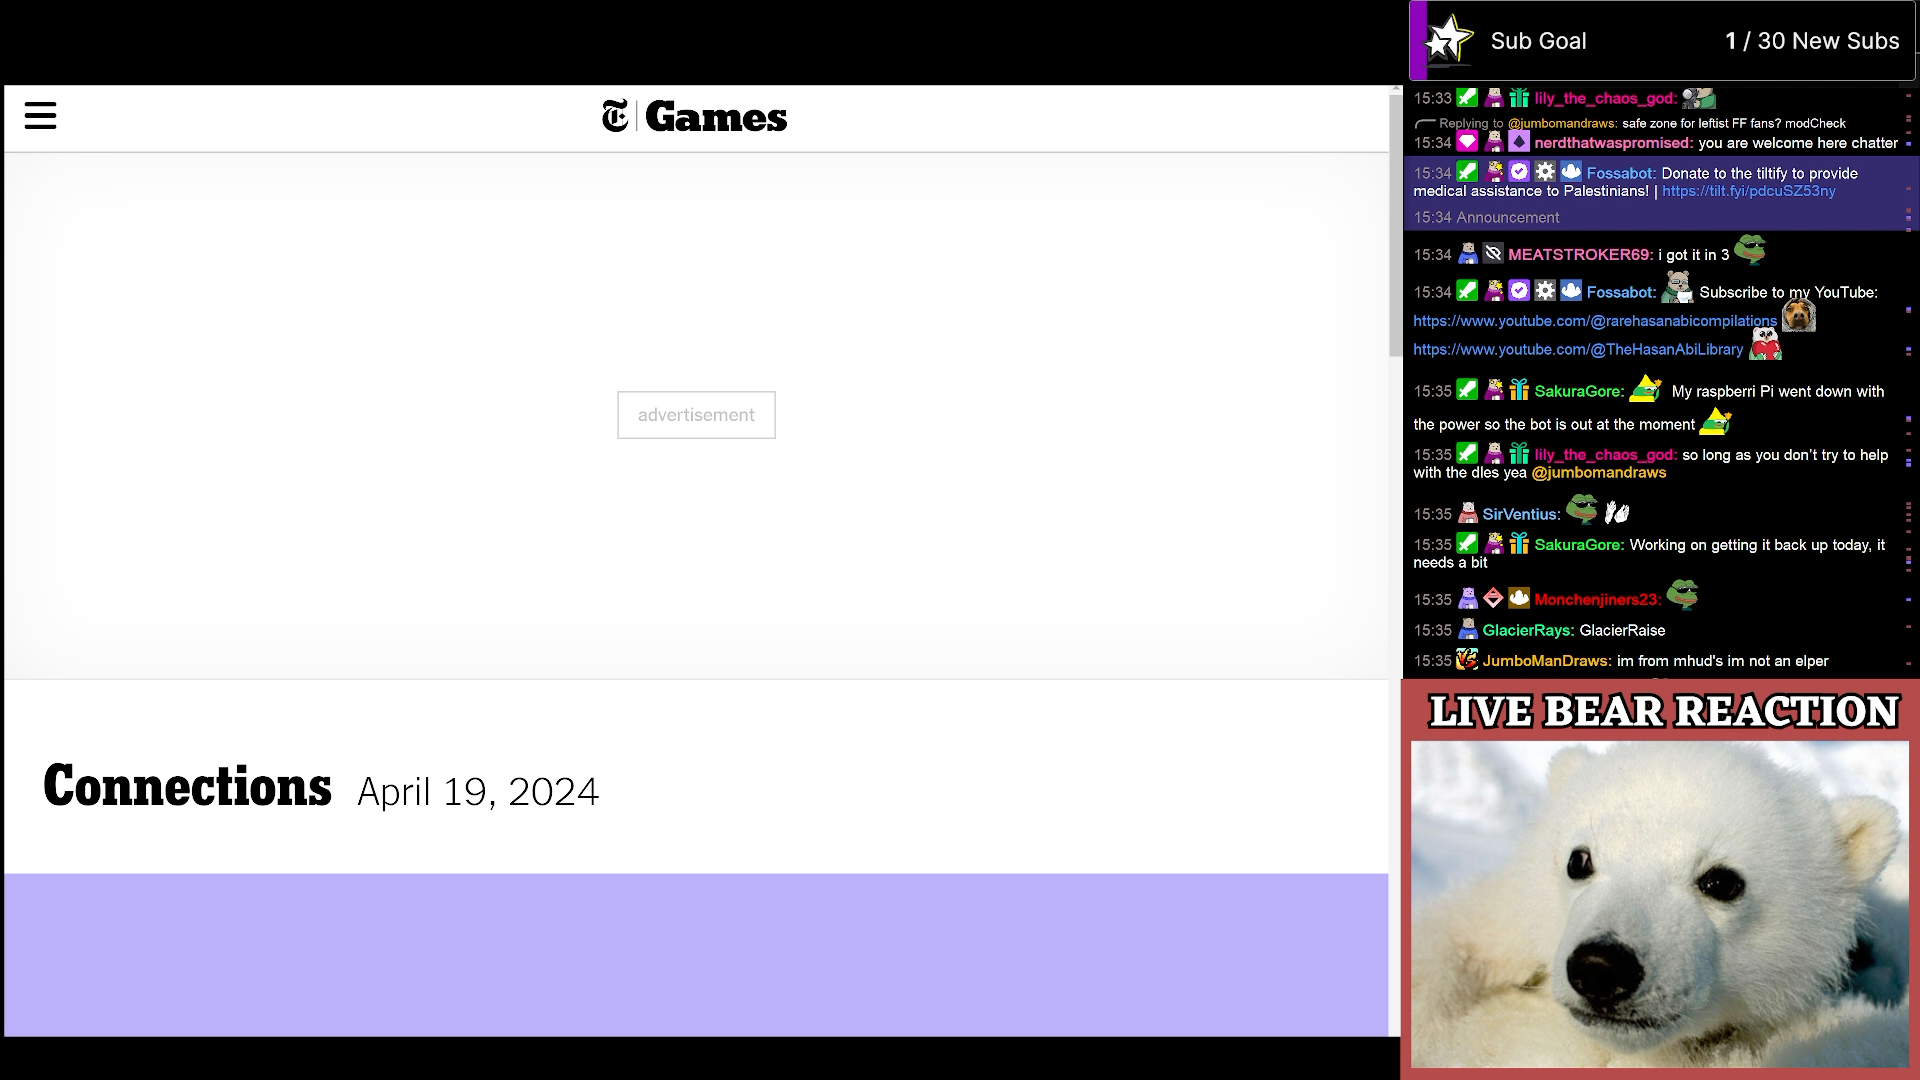 Sub Goal 1 / 30 New Subs
T Games
advertisement
Connections April 19, 2024
15:33 lily_the_chaos_god:
Replying to @jumbomandraws: safe zone for leftist FF fans? modCheck
15:34 nerdthatwaspromised: you are welcome here chatter
15:34 Fossabot: Donate to the tiltify to provide
medical assistance to Palestinians! | https://tilt.fyi/pdcuSZ53ny
15:34 Announcement
15:34 MEATSTROKER69: i got it in 3
15:34 Fossabot: Subscribe to my YouTube:
https://www.youtube.com/@rarehasanabicompilations
https://www.youtube.com/@TheHasanAbiLibrary
15:35 SakuraGore: My raspberri Pi went down with
the power so the bot is out at the moment
15:35 lily_the_chaos_god: so long as you don't try to help
with the dles yea @jumbomandraws
15:35 SirVentius:
15:35 SakuraGore: Working on getting it back up today, it
needs a bit
15:35 Monchenjiners23:
15:35 GlacierRays: GlacierRaise
15:35 JumboManDraws: im from mhud's im not an elper
LIVE BEAR REACTION